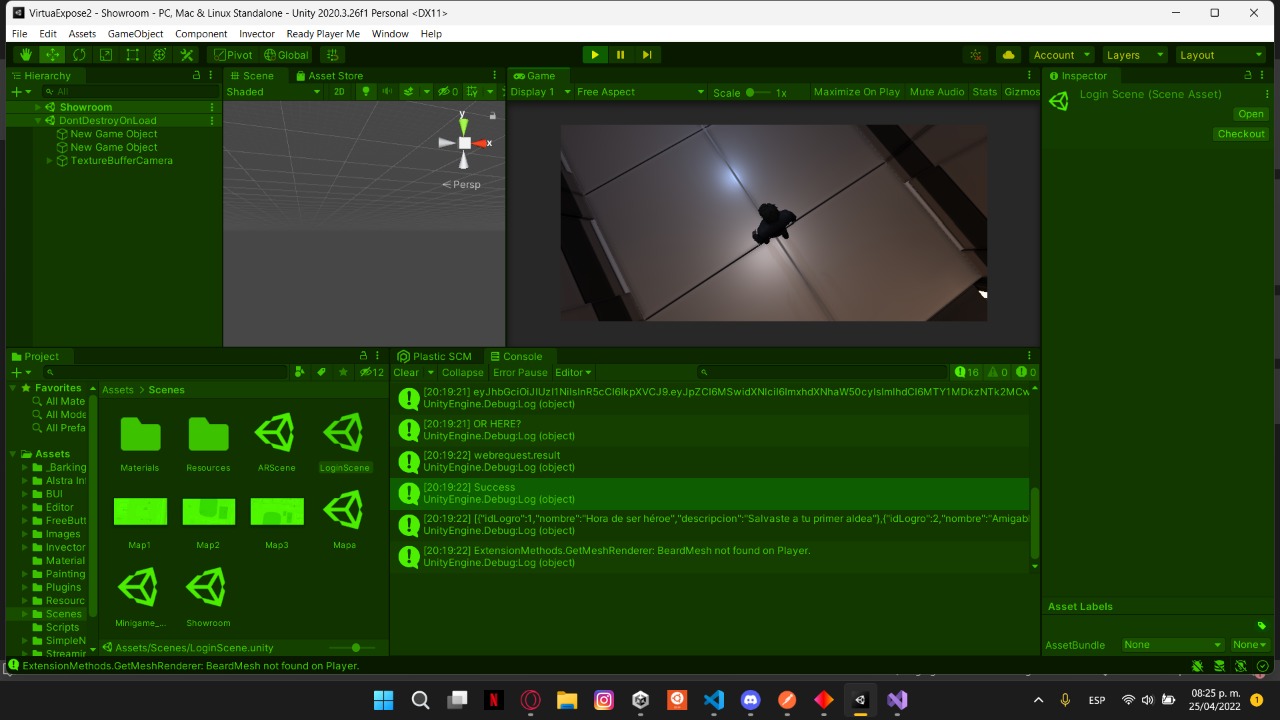 VirtuaExpose2 - Showroom - PC, Mac & Linux Standalone - Unity 2020.3.26f1 Personal <DX11>
File Edit Assets GameObject Component Invector Ready Player Me Window Help
Pivot Global Account Layers Layout
Hierarchy
All
Showroom
DontDestroyOnLoad
New Game Object
New Game Object
TextureBufferCamera
Scene Asset Store
Shaded 2D 0
y
x
Persp
Game
Display 1 Free Aspect Scale 1x Maximize On Play Mute Audio Stats Gizmos
Inspector
Login Scene (Scene Asset)
Open
Checkout
Project
12
Favorites
All Mate
All Mode
All Prefa
Assets
_Barking
Alstra Inf
BUI
Editor
FreeButt
Images
Invector
Material
Painting
Plugins
Resourc
Scenes
Scripts
SimpleN
Streamin
Assets > Scenes
Materials Resources ARScene LoginScene
Map1 Map2 Map3 Mapa
Minigame_... Showroom
Assets/Scenes/LoginScene.unity
Plastic SCM Console
Clear Collapse Error Pause Editor 16 0 0
[20:19:21]
UnityEngine.Debug:Log (object)
[20:19:21] OR HERE?
UnityEngine.Debug:Log (object)
[20:19:22] webrequest.result
UnityEngine.Debug:Log (object)
[20:19:22] Success
UnityEngine.Debug:Log (object)
[20:19:22] [{"idLogro":1,"nombre":"Hora de ser héroe","descripcion":"Salvaste a tu primer aldea"},{"idLogro":2,"nombre":"Amigabl
UnityEngine.Debug:Log (object)
[20:19:22] ExtensionMethods.GetMeshRenderer: BeardMesh not found on Player.
UnityEngine.Debug:Log (object)
Asset Labels
AssetBundle None None
ExtensionMethods.GetMeshRenderer: BeardMesh not found on Player.
ESP
08:25 p. m.
25/04/2022
1